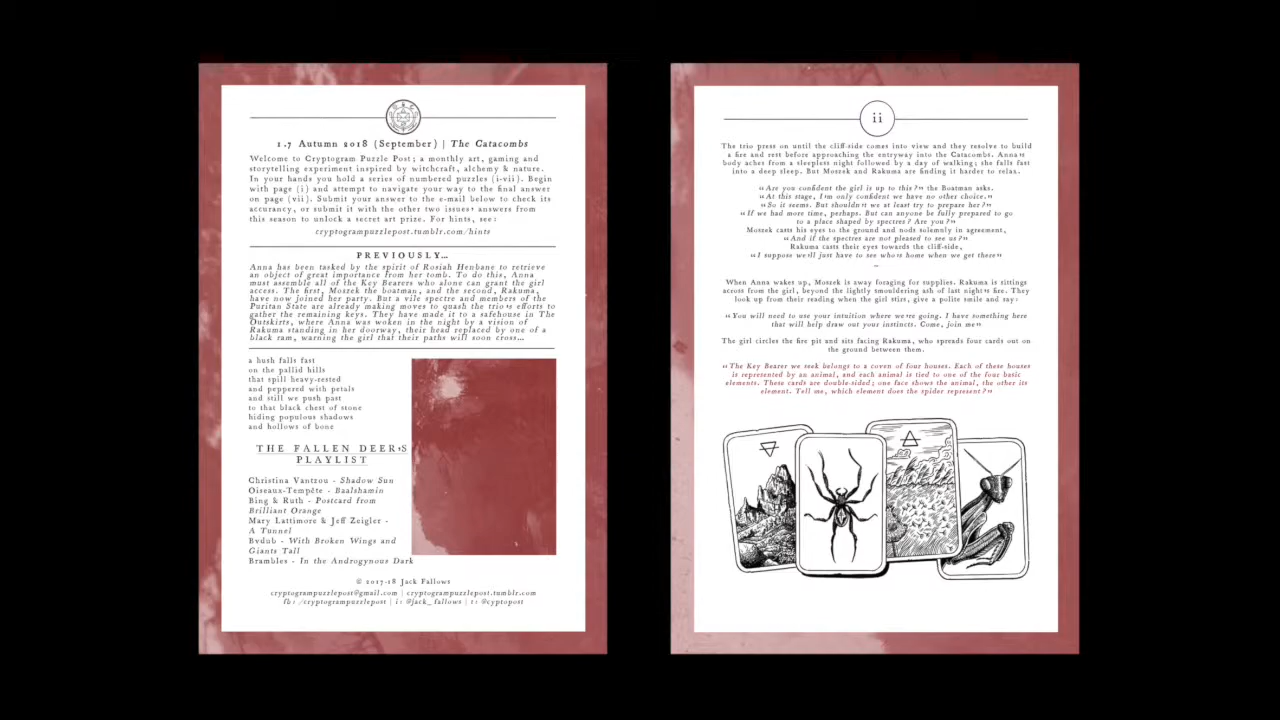 1.7 Autumn 2018 (September) | The Catacombs
Welcome to Cryptogram Puzzle Post; a monthly art, gaming and
storytelling experiment inspired by witchcraft, alchemy & nature.
In your hands you hold a series of numbered puzzles (i-vii). Begin
with page (i) and attempt to navigate your way to the final answer
on page (vii). Submit your answer to the e-mail below to check its
accurancy, or submit it with the other two issues' answers from
this season to unlock a secret art prize. For hints, see:
cryptogrampuzzlepost.tumblr.com/hints
PREVIOUSLY...
Anna has been tasked by the spirit of Rosiah Henbane to retrieve
an object of great importance from her tomb. To do this, Anna
must assemble all of the Key Bearers who alone can grant the girl
access. The first, Moszek the boatman, and the second, Rakuma,
have now joined her party. But a vile spectre and members of the
Puritan State are already making moves to quash the trio's efforts to
gather the remaining keys. They have made it to a safehouse in The
Outskirts, where Anna was woken in the night by a vision of
Rakuma standing in her doorway, their head replaced by one of a
black ram, warning the girl that their paths will soon cross...
a hush falls fast
on the pallid hills
that spill heavy-rested
and peppered with petals
and still we push past
to that black chest of stone
hiding populous shadows
and hollows of bone
THE FALLEN DEER'S
PLAYLIST
Christina Vantzou - Shadow Sun
Oiseaux-Tempête - Baalshamin
Bing & Ruth - Postcard from
Brilliant Orange
Mary Lattimore & Jeff Zeigler -
A Tunnel
Bvdub - With Broken Wings and
Giants Tall
Brambles - In the Androgynous Dark
© 2017-18 Jack Fallows
cryptogrampuzzlepost@gmail.com | cryptogrampuzzlepost.tumblr.com
fb: /cryptogrampuzzlepost | i: @jack_fallows | t: @cyptopost
ii
The trio press on until the cliff-side comes into view and they resolve to build
a fire and rest before approaching the entryway into the Catacombs. Anna's
body aches from a sleepless night followed by a day of walking; she falls fast
into a deep sleep. But Moszek and Rakuma are finding it harder to relax.
"Are you confident the girl is up to this?" the Boatman asks.
"At this stage, I'm only confident we have no other choice."
"So it seems. But shouldn't we at least try to prepare her?"
"If we had more time, perhaps. But can anyone be fully prepared to go
to a place shaped by spectres? Are you?"
Moszek casts his eyes to the ground and nods solemnly in agreement,
"And if the spectres are not pleased to see us?"
Rakuma casts their eyes towards the cliff-side,
"I suppose we'll just have to see who's home when we get there"
~
When Anna wakes up, Moszek is away foraging for supplies. Rakuma is sittings
across from the girl, beyond the lightly smouldering ash of last night's fire. They
look up from their reading when the girl stirs, give a polite smile and say:
"You will need to use your intuition where we're going. I have something here
that will help draw out your instincts. Come, join me"
The girl circles the fire pit and sits facing Rakuma, who spreads four cards out on
the ground between them.
"The Key Bearer we seek belongs to a coven of four houses. Each of these houses
is represented by an animal, and each animal is tied to one of the four basic
elements. These cards are double-sided; one face shows the animal, the other its
element. Tell me, which element does the spider represent?"